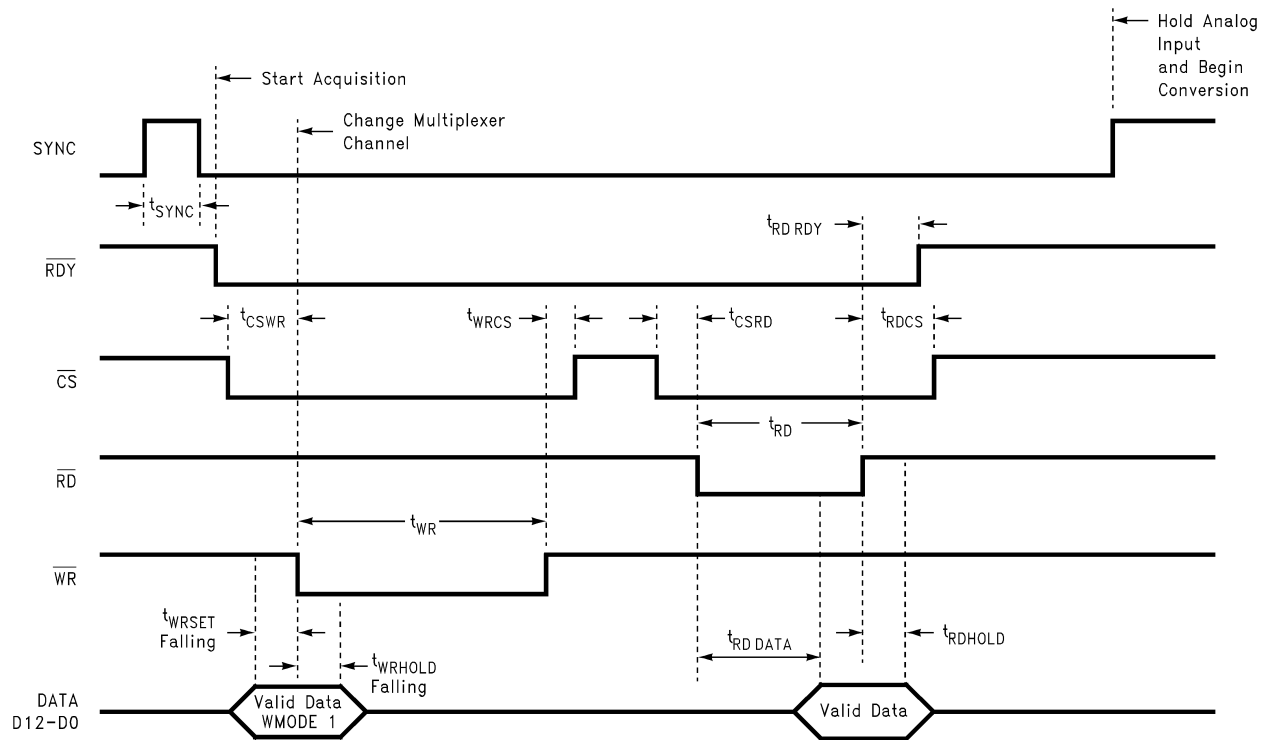 Hold Analog
Input
and Begin
Conversion
Start Acquisition
Change Multiplexer
Channel
SYNC
tSYNC
tRD RDY
RDY
tCSWR
tWRCS
tCSRD
tRDCS
CS
tRD
RD
tWR
WR
tWRSET
Falling
tRD DATA
tRDHOLD
tWRHOLD
Falling
DATA
D12-D0
Valid Data
WMODE 1
Valid Data